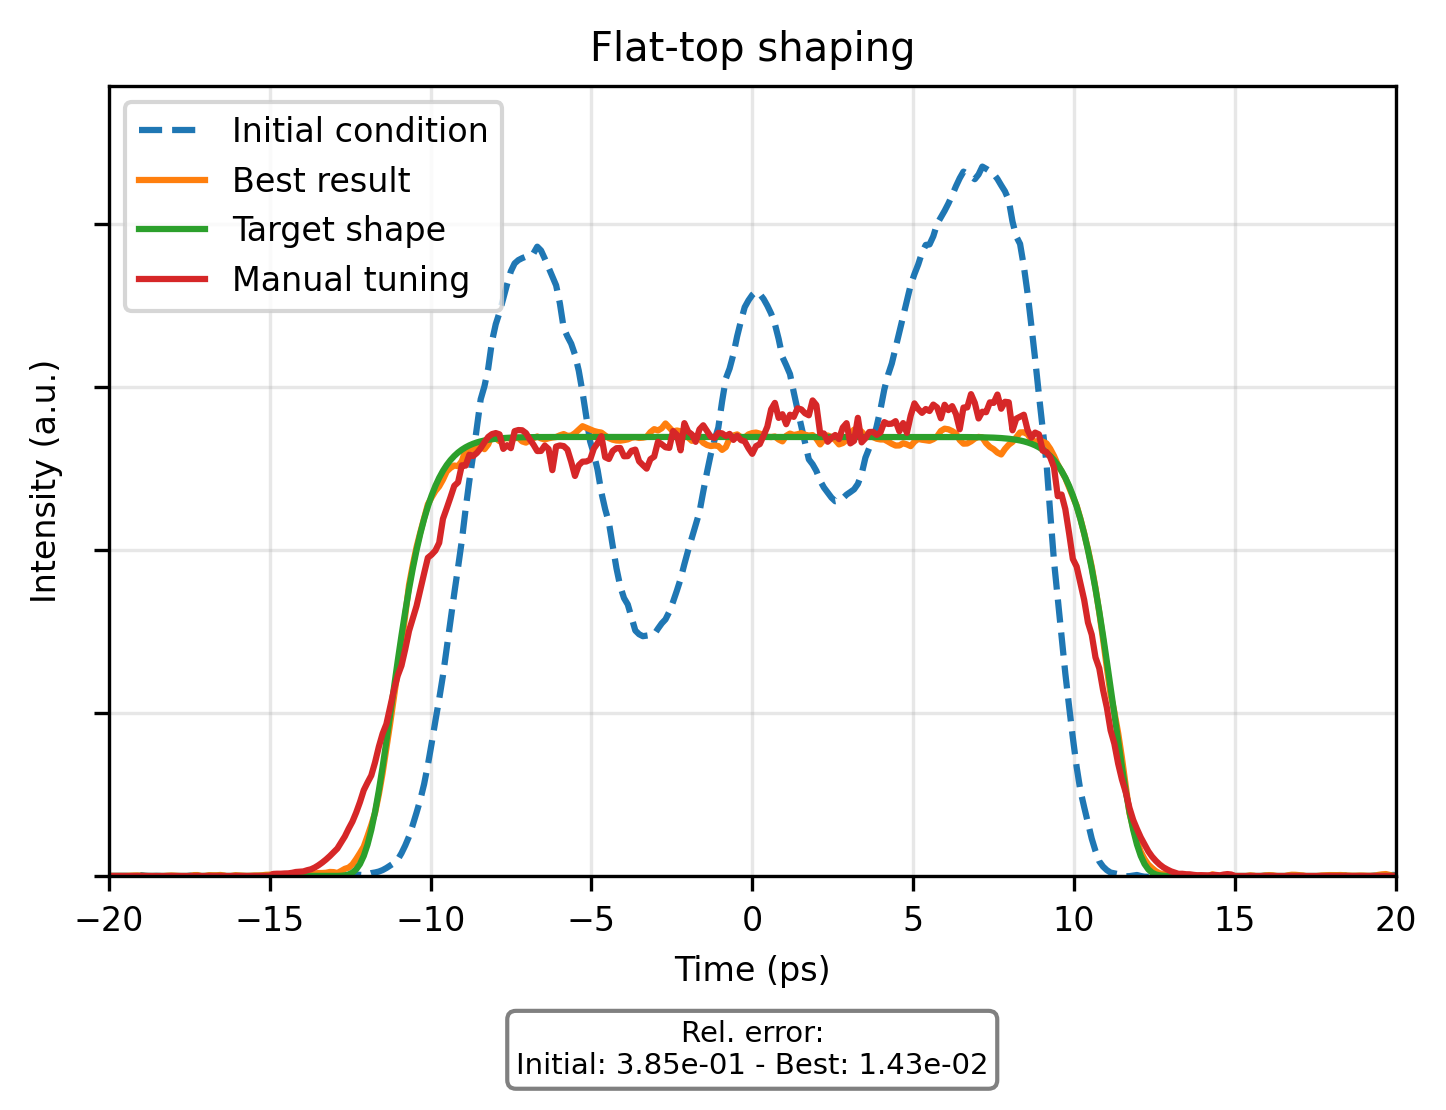 Flat-top shaping
Initial condition
Best result
Target shape
Manual tuning
Intensity (a.u.)
−20
−15
−10
−5
0
5
10
15
20
Time (ps)
Rel. error:
Initial: 3.85e-01 - Best: 1.43e-02